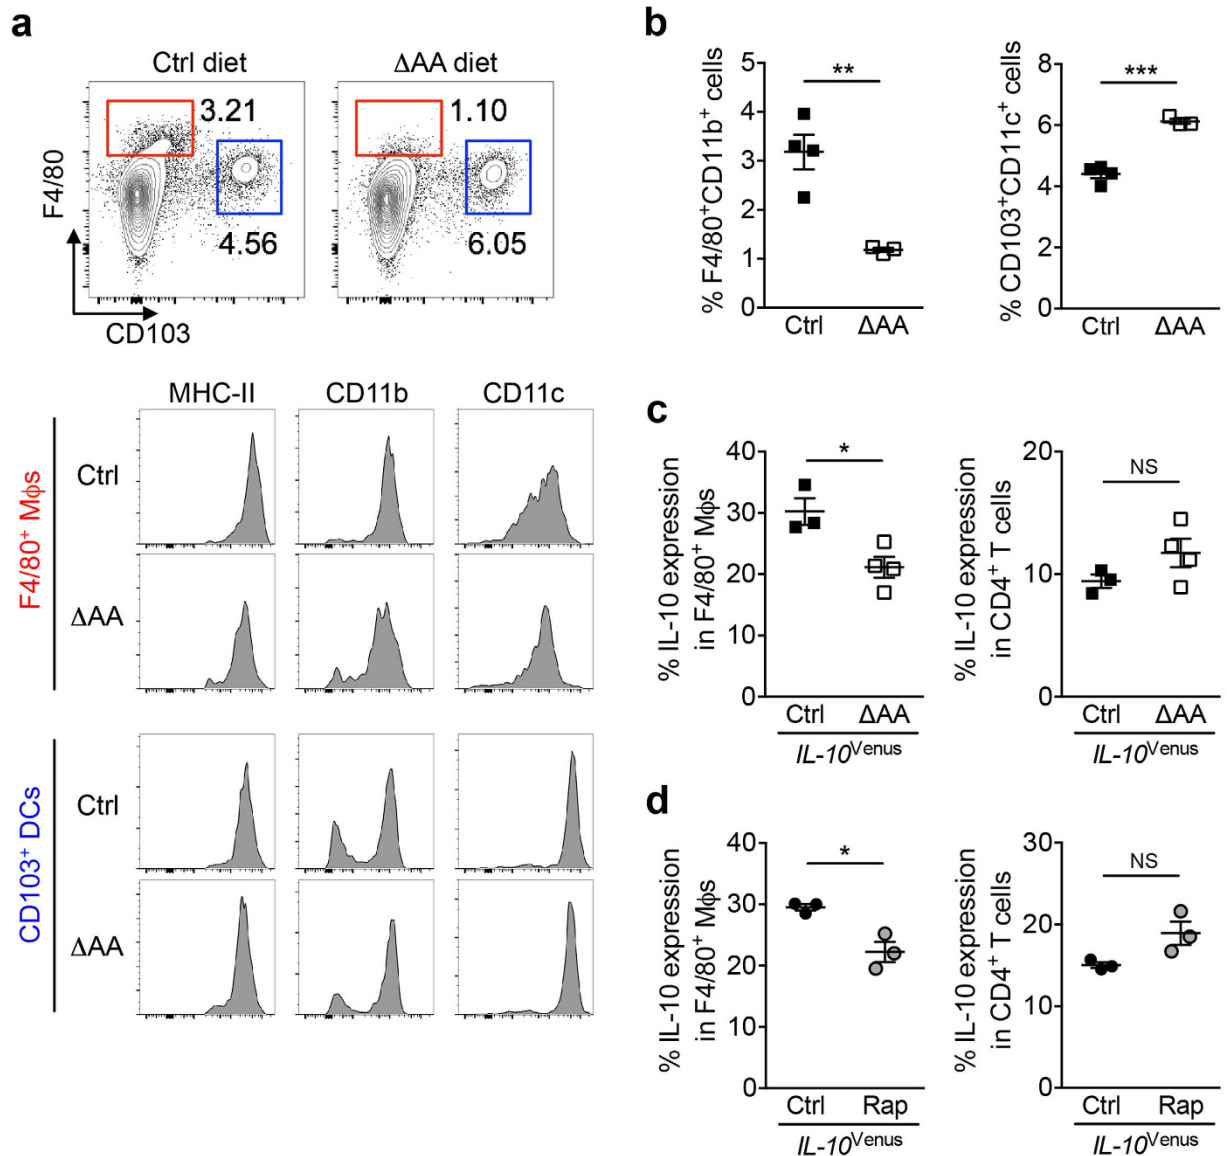 a
Ctrl diet
ΔAA diet
3.21
1.10
4.56
6.05
F4/80
CD103
MHC-II
CD11b
CD11c
F4/80⁺ Mϕs
Ctrl
ΔAA
CD103⁺ DCs
Ctrl
ΔAA
b
% F4/80⁺CD11b⁺ cells
5
4
3
2
1
0
**
Ctrl
ΔAA
% CD103⁺CD11c⁺ cells
8
6
4
2
0
***
Ctrl
ΔAA
c
% IL-10 expression
in F4/80⁺ Mϕs
40
30
20
10
0
*
Ctrl
ΔAA
IL-10ⱽᵉⁿᵘˢ
% IL-10 expression
in CD4⁺ T cells
20
10
0
NS
Ctrl
ΔAA
IL-10ⱽᵉⁿᵘˢ
d
% IL-10 expression
in F4/80⁺ Mϕs
40
30
20
10
0
*
Ctrl
Rap
IL-10ⱽᵉⁿᵘˢ
% IL-10 expression
in CD4⁺ T cells
30
20
10
0
NS
Ctrl
Rap
IL-10ⱽᵉⁿᵘˢ